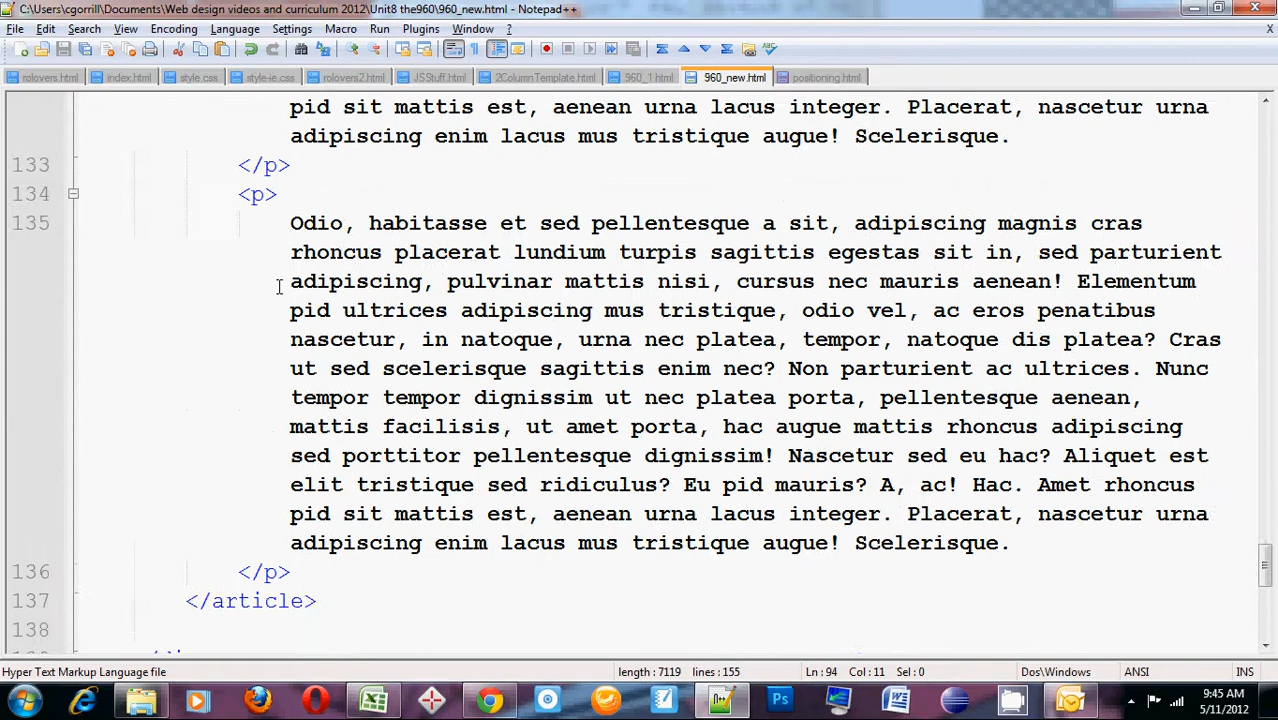 C:\Users\cgorrill\Documents\Web design videos and curriculum 2012\Unit8 the960\960_new.html - Notepad++
File Edit Search View Encoding Language Settings Macro Run Plugins Window ? X
rolovers.html index.html style.css style-ie.css rolovers2.html JSStuff.html 2ColumnTemplate.html 960_1.html 960_new.html positioning.html
pid sit mattis est, aenean urna lacus integer. Placerat, nascetur urna
adipiscing enim lacus mus tristique augue! Scelerisque.
133 </p>
134 <p>
135 Odio, habitasse et sed pellentesque a sit, adipiscing magnis cras
rhoncus placerat lundium turpis sagittis egestas sit in, sed parturient
adipiscing, pulvinar mattis nisi, cursus nec mauris aenean! Elementum
pid ultrices adipiscing mus tristique, odio vel, ac eros penatibus
nascetur, in natoque, urna nec platea, tempor, natoque dis platea? Cras
ut sed scelerisque sagittis enim nec? Non parturient ac ultrices. Nunc
tempor tempor dignissim ut nec platea porta, pellentesque aenean,
mattis facilisis, ut amet porta, hac augue mattis rhoncus adipiscing
sed porttitor pellentesque dignissim! Nascetur sed eu hac? Aliquet est
elit tristique sed ridiculus? Eu pid mauris? A, ac! Hac. Amet rhoncus
pid sit mattis est, aenean urna lacus integer. Placerat, nascetur urna
adipiscing enim lacus mus tristique augue! Scelerisque.
136 </p>
137 </article>
138
Hyper Text Markup Language file length : 7119 lines : 155 Ln : 94 Col : 11 Sel : 0 Dos\Windows ANSI INS
Ps
9:45 AM
5/11/2012